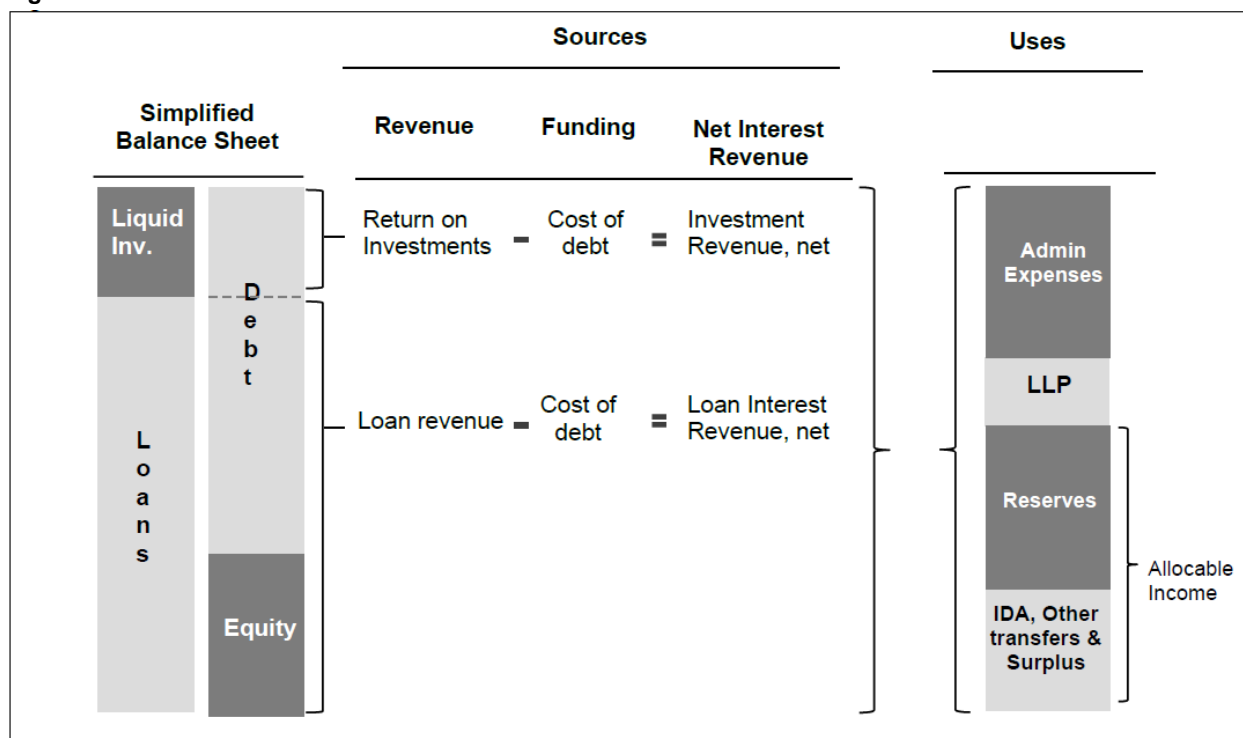 Sources
Uses
Simplified
Balance Sheet
Revenue
Funding
Net Interest
Revenue
Liquid
Inv.
Debt
Loans
Equity
Return on
Investments
-
Cost of
debt
=
Investment
Revenue, net
Loan revenue
-
Cost of
debt
=
Loan Interest
Revenue, net
Admin
Expenses
LLP
Reserves
IDA, Other
transfers &
Surplus
Allocable
Income